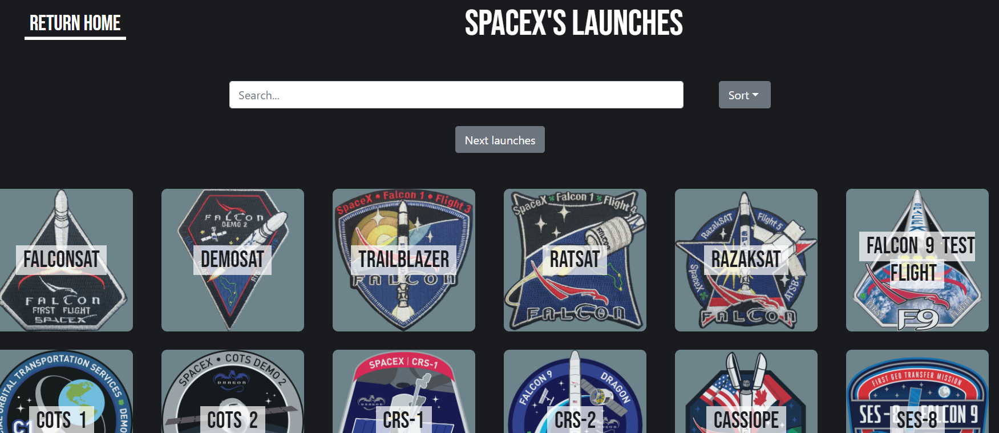 RETURN HOME
SPACEX'S LAUNCHES
Search...
Sort
Next launches
FALCONSAT
FALCON
FIRST FLIGHT
SPACEX
FALCON
DEMO 2
DEMOSAT
SpaceX • Falcon 1 • Flight 3
TRAILBLAZER
FALCON
SpaceX Falcon 1 Flight 4
FALCON
RATSAT
FALCON
RazakSAT Flight 5
RAZAKSAT
SpaceX
ATSB
FALCON
SPACEX
FALCON 9 TEST
FLIGHT
FIRST FLIGHT
F9
ORBITAL TRANSPORTATION SERVICES
C1
COTS 1
SPACEX • COTS DEMO 2
DRAGON
COTS 2
SPACEX | CRS-1
DRAGON
CRS-1
FALCON 9
DRAGON
DRAGON
CRS-2
CASSIOPE
FIRST GEO TRANSFER MISSION
SES-8 FALCON 9
SES-8